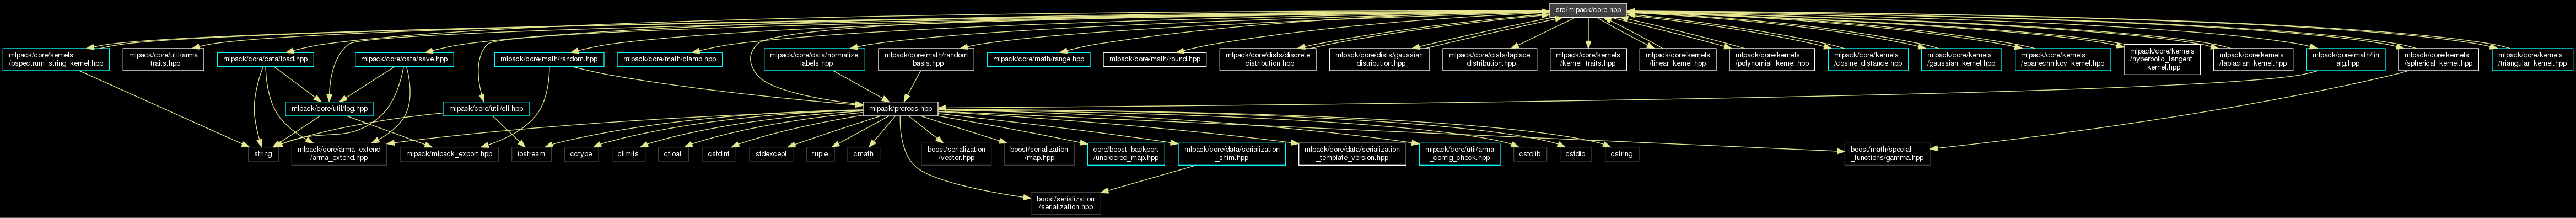 src/mlpack/core.hpp
mlpack/core/kernels
/pspectrum_string_kernel.hpp
mlpack/core/util/arma
_traits.hpp
mlpack/core/data/load.hpp
mlpack/core/data/save.hpp
mlpack/core/math/random.hpp
mlpack/core/math/clamp.hpp
mlpack/core/data/normalize
_labels.hpp
mlpack/core/math/random
_basis.hpp
mlpack/core/math/range.hpp
mlpack/core/math/round.hpp
mlpack/core/dists/discrete
_distribution.hpp
mlpack/core/dists/gaussian
_distribution.hpp
mlpack/core/dists/laplace
_distribution.hpp
mlpack/core/kernels
/kernel_traits.hpp
mlpack/core/kernels
/linear_kernel.hpp
mlpack/core/kernels
/polynomial_kernel.hpp
mlpack/core/kernels
/cosine_distance.hpp
mlpack/core/kernels
/gaussian_kernel.hpp
mlpack/core/kernels
/epanechnikov_kernel.hpp
mlpack/core/kernels
/hyperbolic_tangent
_kernel.hpp
mlpack/core/kernels
/laplacian_kernel.hpp
mlpack/core/math/lin
_alg.hpp
mlpack/core/kernels
/spherical_kernel.hpp
mlpack/core/kernels
/triangular_kernel.hpp
mlpack/core/util/log.hpp
mlpack/core/util/cli.hpp
mlpack/prereqs.hpp
string
mlpack/core/arma_extend
/arma_extend.hpp
mlpack/mlpack_export.hpp
iostream
cctype
climits
cfloat
cstdint
stdexcept
tuple
cmath
boost/serialization
/vector.hpp
boost/serialization
/map.hpp
core/boost_backport
/unordered_map.hpp
mlpack/core/data/serialization
_shim.hpp
mlpack/core/data/serialization
_template_version.hpp
mlpack/core/util/arma
_config_check.hpp
cstdlib
cstdio
cstring
boost/math/special
_functions/gamma.hpp
boost/serialization
/serialization.hpp